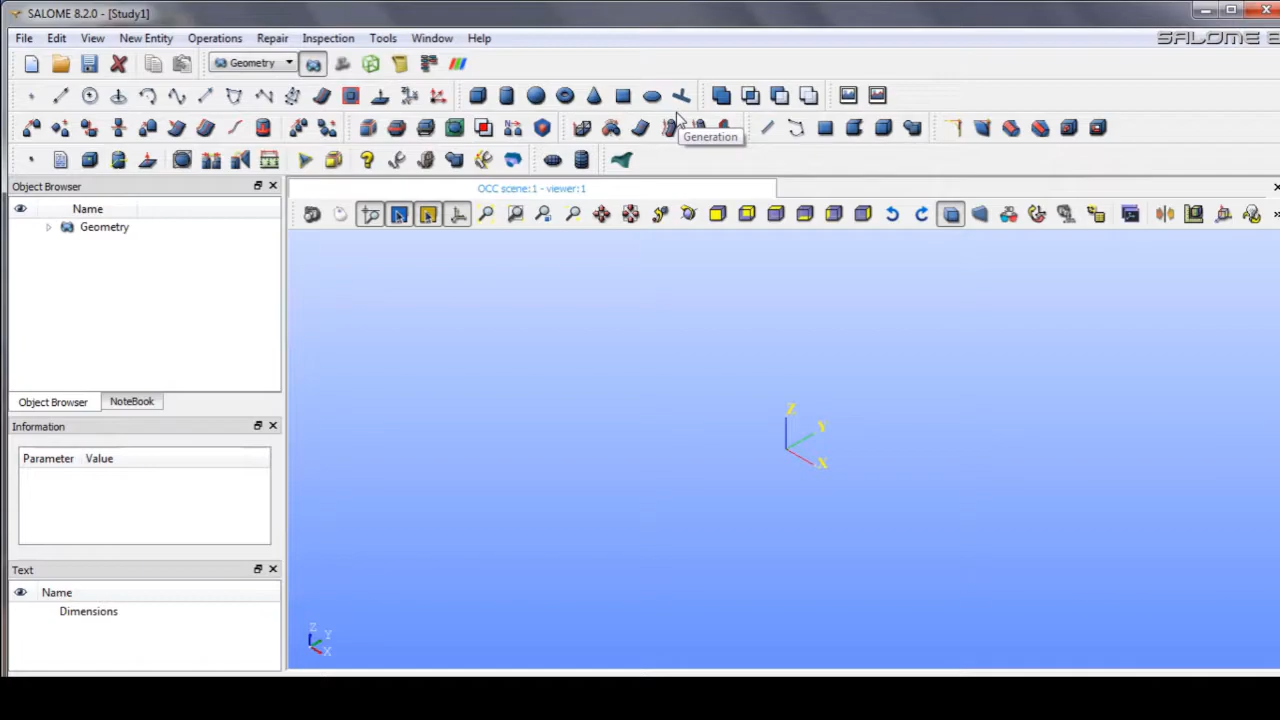 SALOME 8.2.0 - [Study1]
File Edit View New Entity Operations Repair Inspection Tools Window Help
SALOME
Geometry
Generation
Object Browser
OCC scene:1 - viewer:1
Name
Geometry
Object Browser NoteBook
Information
Parameter Value
Text
Name
Dimensions
Z
Y
X
Z
Y
X